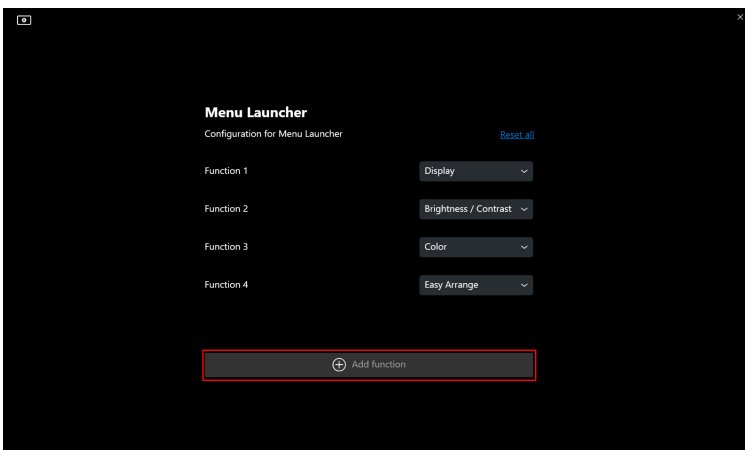 Menu Launcher
Configuration for Menu Launcher
Reset all
Function 1
Display
Function 2
Brightness / Contrast
Function 3
Color
Function 4
Easy Arrange
Add function